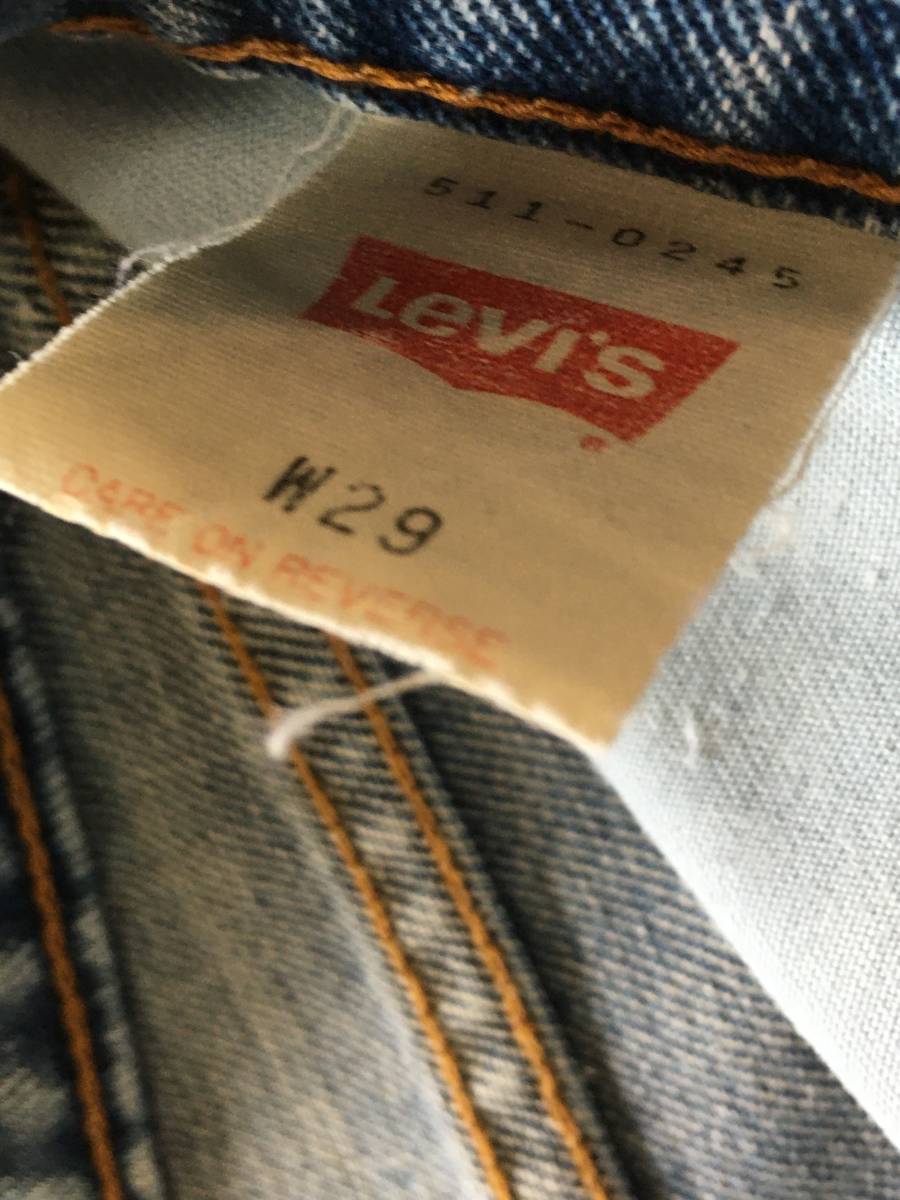 511-0245
Levi's
®
W29
CARE ON REVERSE